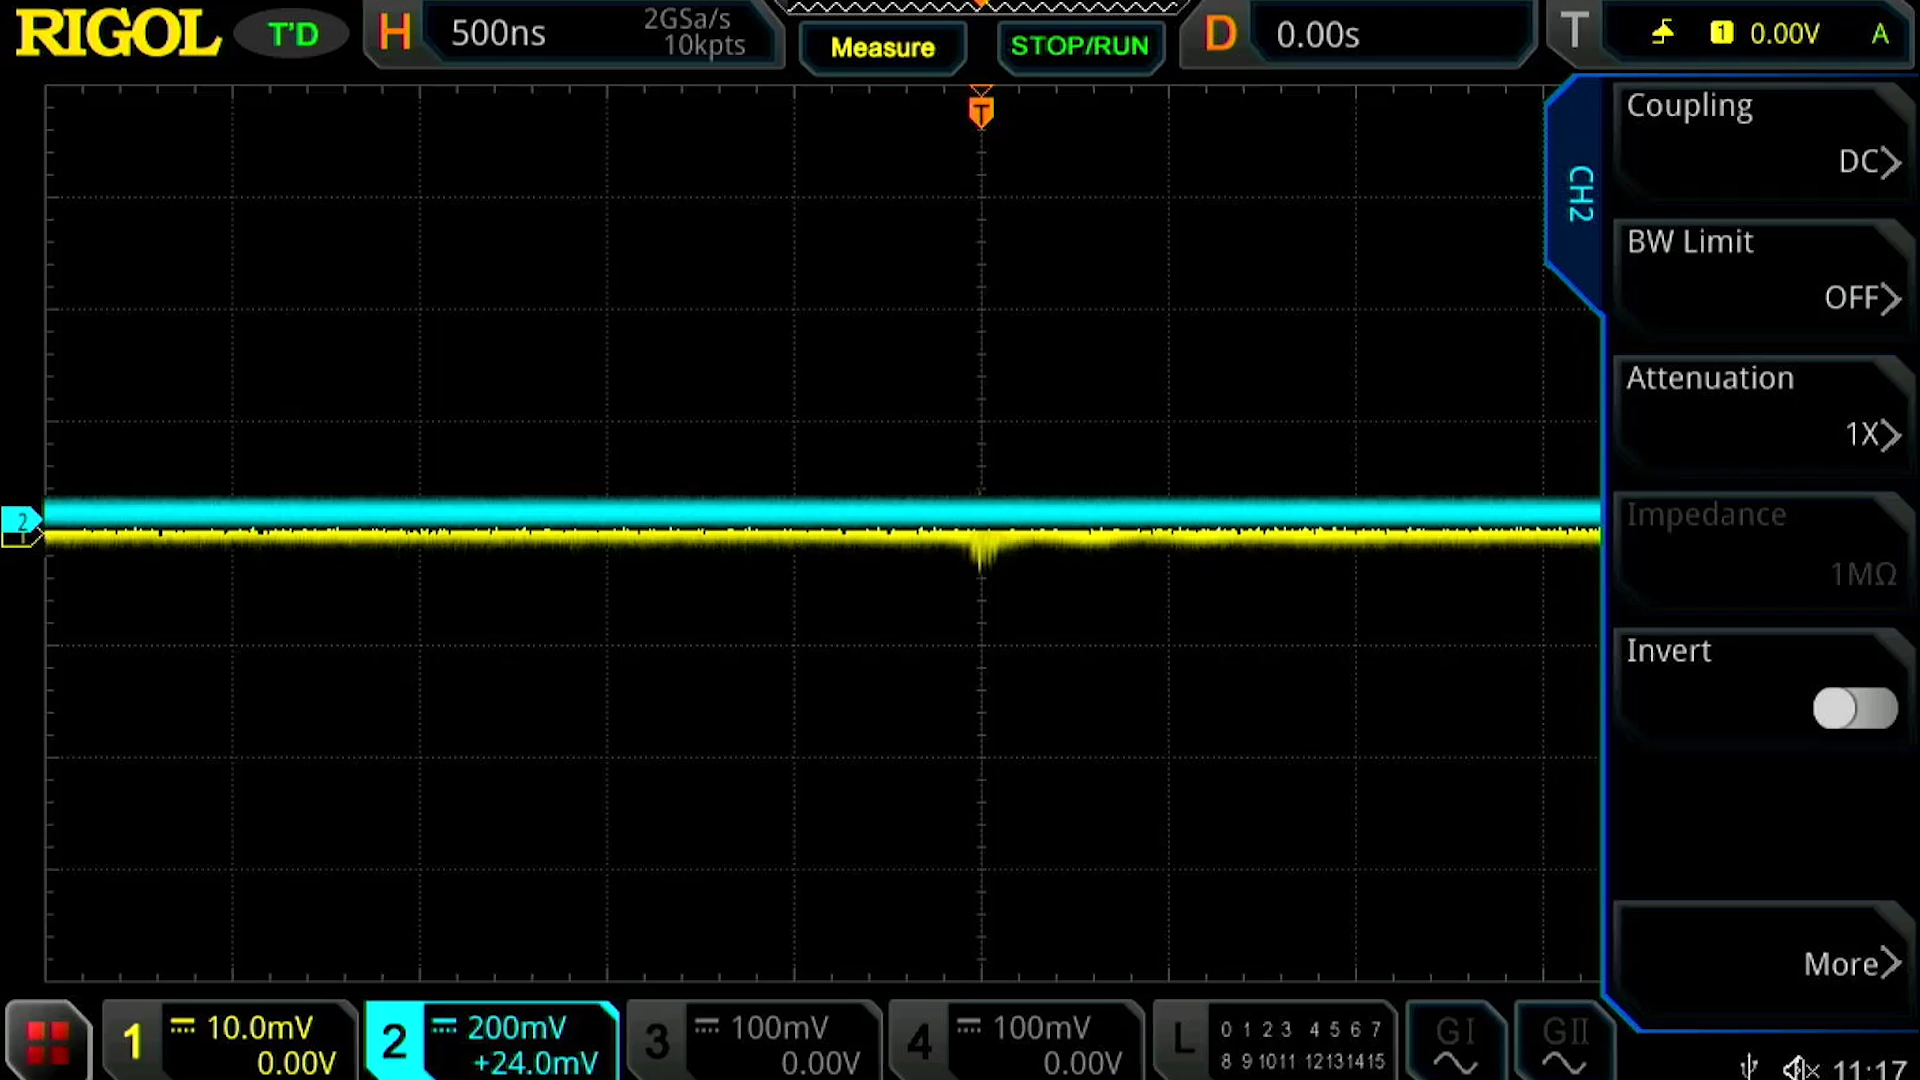 RIGOL T'D H 500ns 2GSa/s 10kpts Measure STOP/RUN D 0.00s T 1 0.00V A
T
CH2
Coupling
DC
BW Limit
OFF
Attenuation
1X
Impedance
1MΩ
Invert
More
2
1
1 10.0mV 0.00V
2 200mV +24.0mV
3 100mV 0.00V
4 100mV 0.00V
L 0 1 2 3 4 5 6 7
8 9 10 11 12 13 14 15
GI
GII
11:17